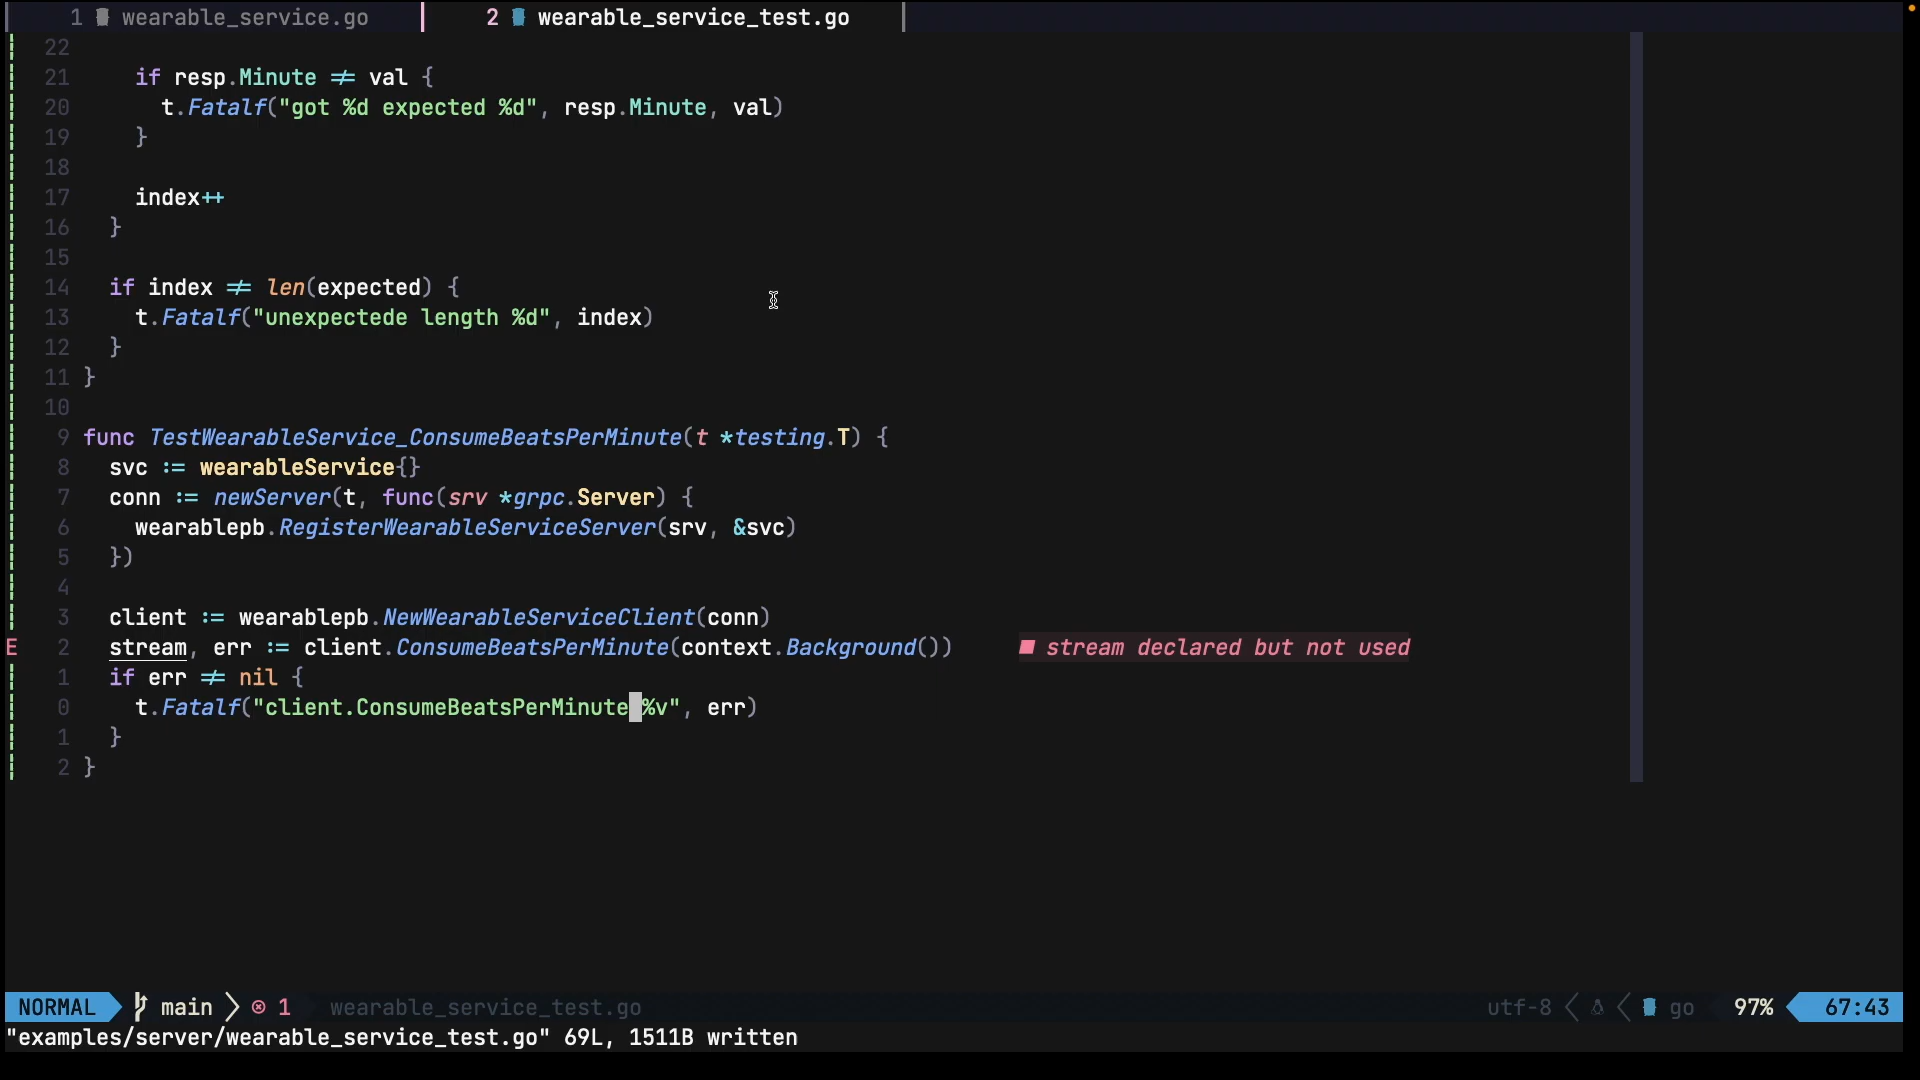 1 wearable_service.go 2 wearable_service_test.go
22
21 if resp.Minute != val {
20 t.Fatalf("got %d expected %d", resp.Minute, val)
19 }
18
17 index++
16 }
15
14 if index != len(expected) {
13 t.Fatalf("unexpectede length %d", index)
12 }
11 }
10
9 func TestWearableService_ConsumeBeatsPerMinute(t *testing.T) {
8 svc := wearableService{}
7 conn := newServer(t, func(srv *grpc.Server) {
6 wearablepb.RegisterWearableServiceServer(srv, &svc)
5 })
4
3 client := wearablepb.NewWearableServiceClient(conn)
E 2 stream, err := client.ConsumeBeatsPerMinute(context.Background()) ■ stream declared but not used
1 if err != nil {
0 t.Fatalf("client.ConsumeBeatsPerMinute %v", err)
1 }
2 }
NORMAL main 1 wearable_service_test.go utf-8 go 97% 67:43
"examples/server/wearable_service_test.go" 69L, 1511B written